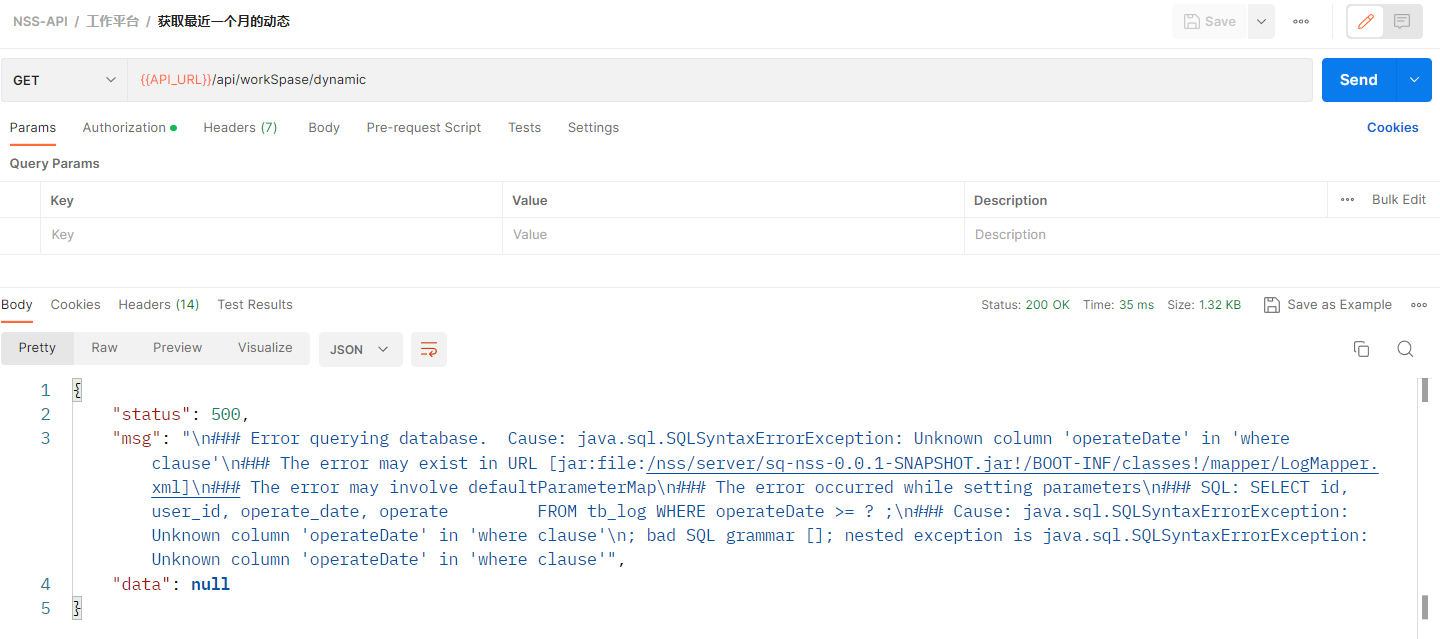 NSS-API / 工作平台 / 获取最近一个月的动态
Save
GET
{{API_URL}}/api/workSpase/dynamic
Send
Params Authorization Headers (7) Body Pre-request Script Tests Settings Cookies
Query Params
Key Value Description Bulk Edit
Key Value Description
Body Cookies Headers (14) Test Results Status: 200 OK Time: 35 ms Size: 1.32 KB Save as Example
Pretty Raw Preview Visualize JSON
1 {
2 "status": 500,
3 "msg": "\n### Error querying database.  Cause: java.sql.SQLSyntaxErrorException: Unknown column 'operateDate' in 'where
clause'\n### The error may exist in URL [jar:file:/nss/server/sq-nss-0.0.1-SNAPSHOT.jar!/BOOT-INF/classes!/mapper/LogMapper.
xml]\n### The error may involve defaultParameterMap\n### The error occurred while setting parameters\n### SQL: SELECT id,
user_id, operate_date, operate         FROM tb_log WHERE operateDate >= ? ;\n### Cause: java.sql.SQLSyntaxErrorException:
Unknown column 'operateDate' in 'where clause'\n; bad SQL grammar []; nested exception is java.sql.SQLSyntaxErrorException:
Unknown column 'operateDate' in 'where clause'",
4 "data": null
5 }